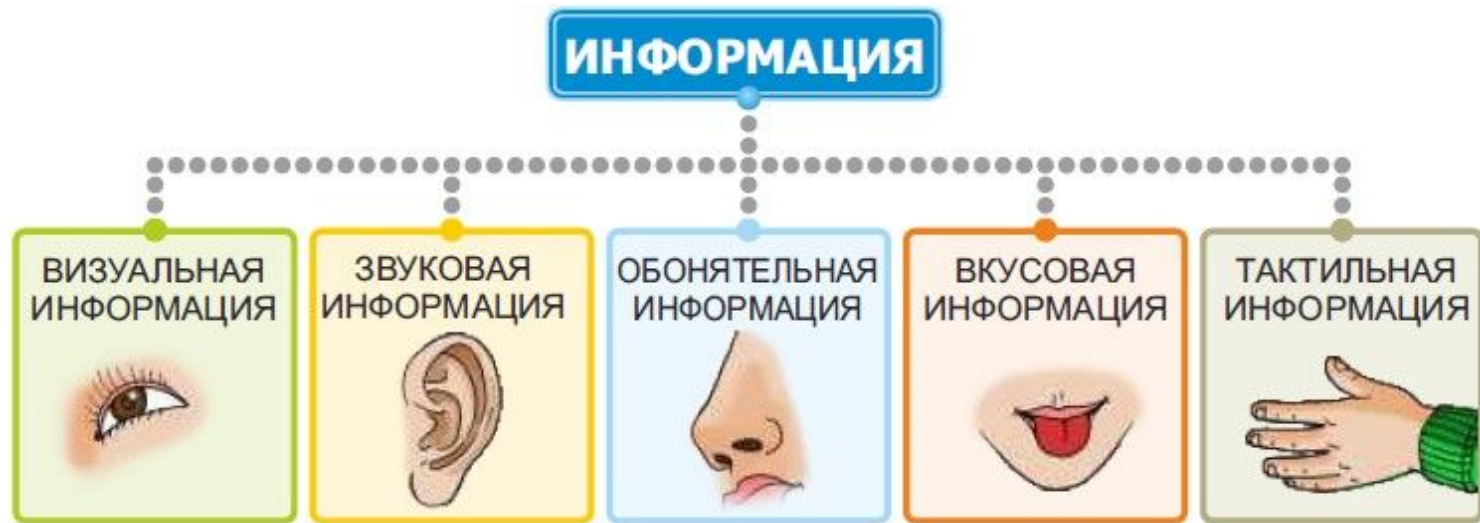 ИНФОРМАЦИЯ
ВИЗУАЛЬНАЯ
ИНФОРМАЦИЯ
ЗВУКОВАЯ
ИНФОРМАЦИЯ
ОБОНЯТЕЛЬНАЯ
ИНФОРМАЦИЯ
ВКУСОВАЯ
ИНФОРМАЦИЯ
ТАКТИЛЬНАЯ
ИНФОРМАЦИЯ